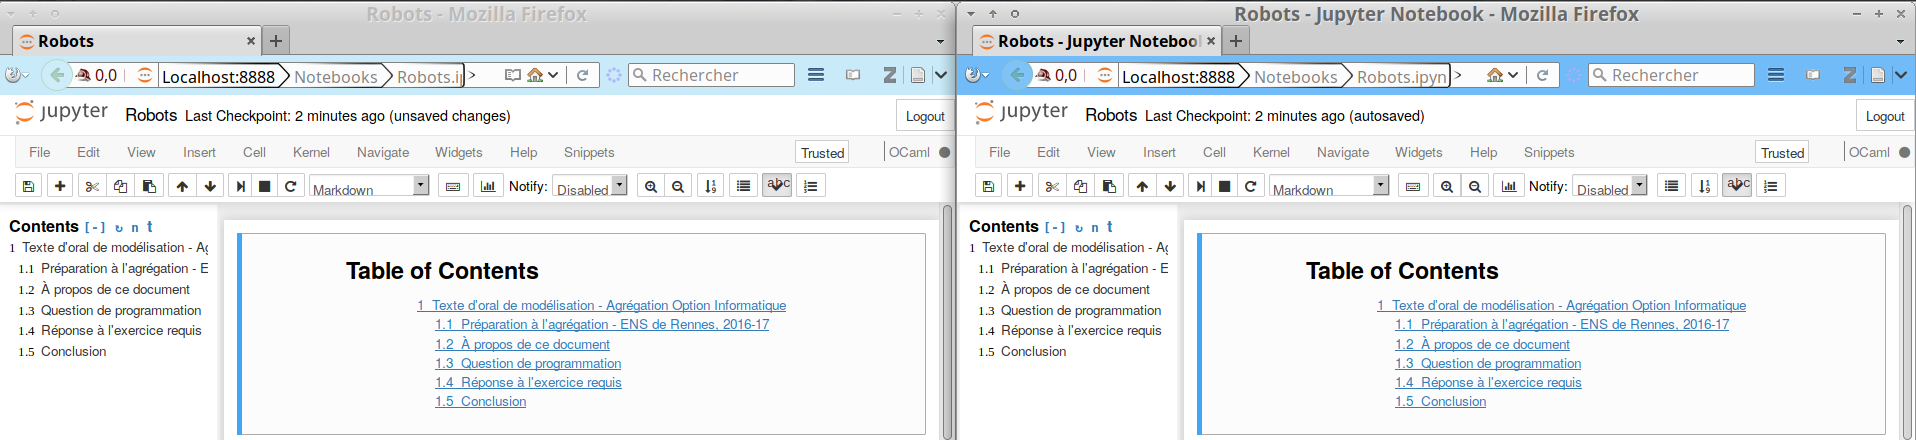 Robots - Mozilla Firefox
Robots
0,0 Localhost:8888 Notebooks Robots.i > Rechercher
jupyter Robots Last Checkpoint: 2 minutes ago (unsaved changes) Logout
File Edit View Insert Cell Kernel Navigate Widgets Help Snippets Trusted OCaml
Markdown Notify: Disabled abc
Contents [-] n t
1 Texte d'oral de modélisation - Ag
1.1 Préparation à l'agrégation - E
1.2 À propos de ce document
1.3 Question de programmation
1.4 Réponse à l'exercice requis
1.5 Conclusion
Table of Contents
1 Texte d'oral de modélisation - Agrégation Option Informatique
1.1 Préparation à l'agrégation - ENS de Rennes, 2016-17
1.2 À propos de ce document
1.3 Question de programmation
1.4 Réponse à l'exercice requis
1.5 Conclusion
Robots - Jupyter Notebook - Mozilla Firefox
Robots - Jupyter Notebook
0,0 Localhost:8888 Notebooks Robots.ipyn > Rechercher
jupyter Robots Last Checkpoint: 2 minutes ago (autosaved) Logout
File Edit View Insert Cell Kernel Navigate Widgets Help Snippets Trusted OCaml
Markdown Notify: Disabled abc
Contents [-] n t
1 Texte d'oral de modélisation - Ag
1.1 Préparation à l'agrégation - E
1.2 À propos de ce document
1.3 Question de programmation
1.4 Réponse à l'exercice requis
1.5 Conclusion
Table of Contents
1 Texte d'oral de modélisation - Agrégation Option Informatique
1.1 Préparation à l'agrégation - ENS de Rennes, 2016-17
1.2 À propos de ce document
1.3 Question de programmation
1.4 Réponse à l'exercice requis
1.5 Conclusion